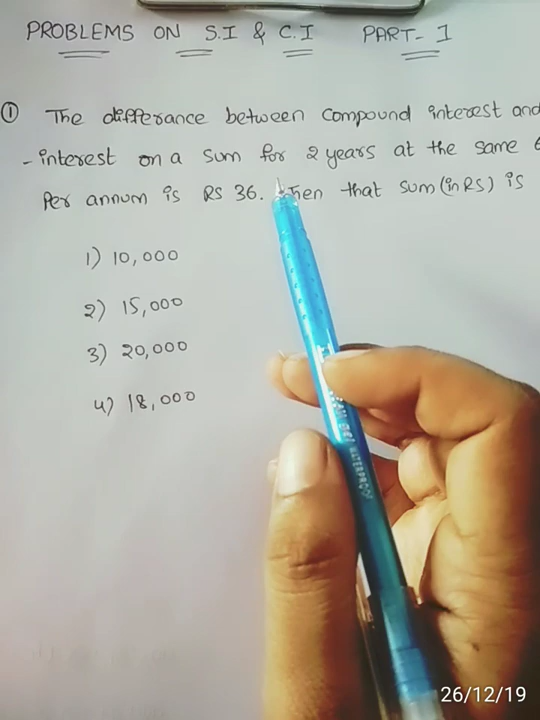 PROBLEMS ON S.I & C.I PART- 1
① The differance between Compound interest and
- interest on a sum for 2 years at the same
Per annum is RS 36. Then that sum (in RS) is
1) 10,000
2) 15,000
3) 20,000
4) 18,000
WATERPROOF
26/12/19